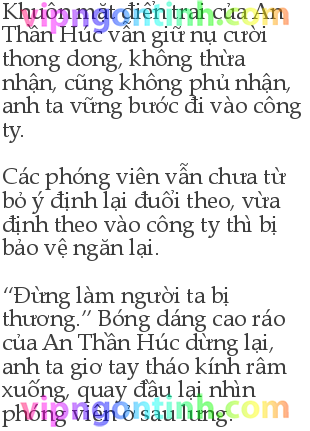 Khuôn mặt điển trai của An
Thần Húc vẫn giữ nụ cười
thong dong, không thừa
nhận, cũng không phủ nhận,
anh ta vững bước đi vào công
ty.
Các phóng viên vẫn chưa từ
bỏ ý định lại đuổi theo, vừa
định theo vào công ty thì bị
bảo vệ ngăn lại.
“Đừng làm người ta bị
thương.” Bóng dáng cao ráo
của An Thần Húc dừng lại,
anh ta giơ tay tháo kính râm
xuống, quay đầu lại nhìn
phóng viên ở sau lưng.
vipngontinh.com
vipngontinh.com